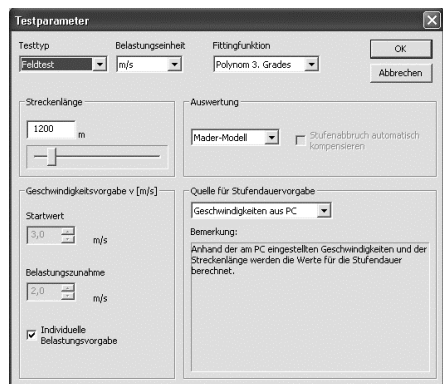 Testparameter
Testtyp
Belastungseinheit
Fittingfunktion
Feldtest
m/s
Polynom 3. Grades
OK
Abbrechen
Streckenlänge
1200
m
Auswertung
Mader-Modell
Stufenabbruch automatisch
kompensieren
Geschwindigkeitsvorgabe v [m/s]
Startwert
3,0
m/s
Belastungszunahme
2,0
m/s
Individuelle
Belastungsvorgabe
Quelle für Stufendauervorgabe
Geschwindigkeiten aus PC
Bemerkung:
Anhand der am PC eingestellten Geschwindigkeiten und der
Streckenlänge werden die Werte für die Stufendauer
berechnet.